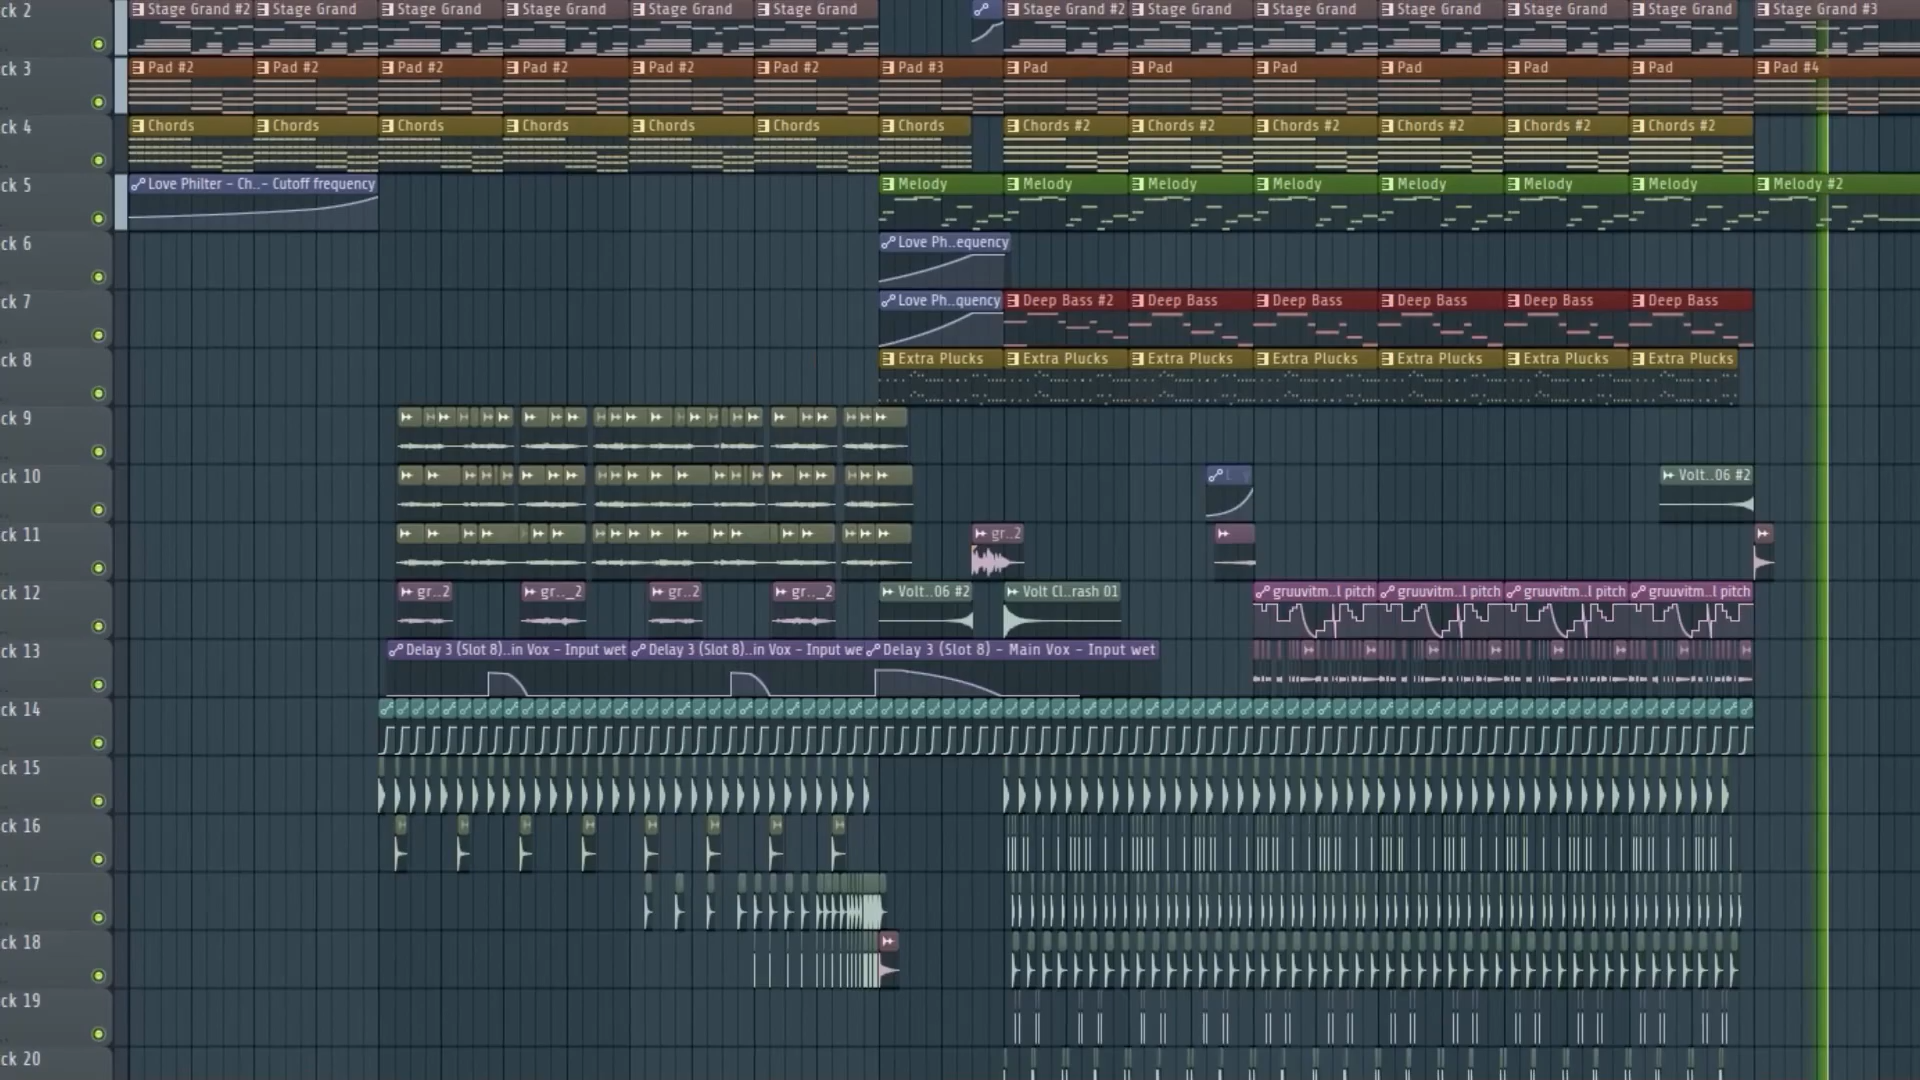 ck 2 Stage Grand #2 Stage Grand Stage Grand Stage Grand Stage Grand Stage Grand Stage Grand #2 Stage Grand Stage Grand Stage Grand Stage Grand Stage Grand Stage Grand #3
ck 3 Pad #2 Pad #2 Pad #2 Pad #2 Pad #2 Pad #2 Pad #3 Pad Pad Pad Pad Pad Pad Pad #4
ck 4 Chords Chords Chords Chords Chords Chords Chords Chords #2 Chords #2 Chords #2 Chords #2 Chords #2 Chords #2
ck 5 Love Philter - Ch..- Cutoff frequency Melody Melody Melody Melody Melody Melody Melody Melody #2
ck 6 Love Ph..equency
ck 7 Love Ph..quency Deep Bass #2 Deep Bass Deep Bass Deep Bass Deep Bass Deep Bass
ck 8 Extra Plucks Extra Plucks Extra Plucks Extra Plucks Extra Plucks Extra Plucks Extra Plucks
ck 9
ck 10 Volt..06 #2
ck 11 gr..2
ck 12 gr..2 gr.._2 gr..2 gr.._2 Volt..06 #2 Volt Cl..rash 01 gruuvitm..l pitch gruuvitm..l pitch gruuvitm..l pitch gruuvitm..l pitch
ck 13 Delay 3 (Slot 8)..in Vox - Input wet Delay 3 (Slot 8)..in Vox - Input we Delay 3 (Slot 8) - Main Vox - Input wet
ck 14
ck 15
ck 16
ck 17
ck 18
ck 19
ck 20